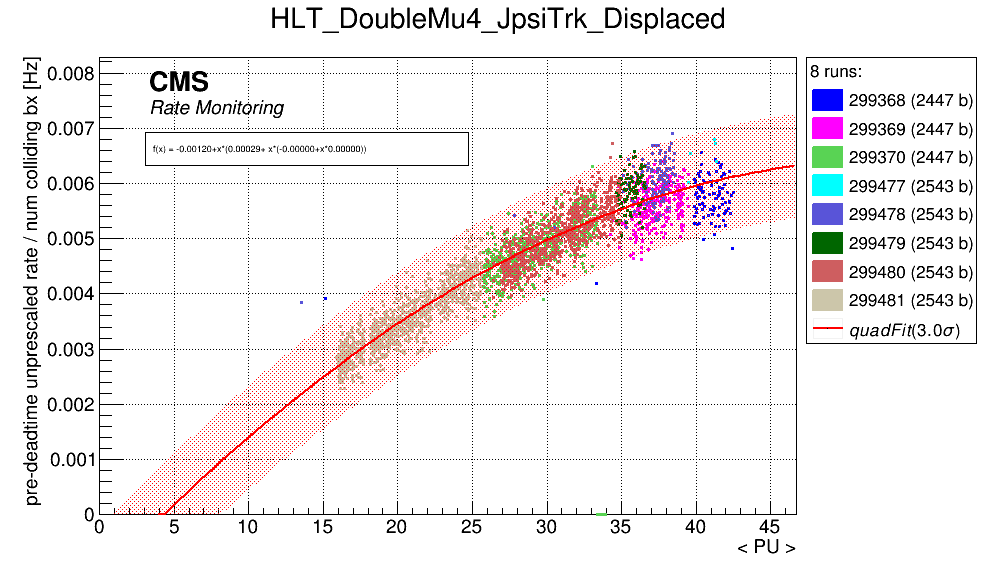 HLT_DoubleMu4_JpsiTrk_Displaced
pre-deadtime unprescaled rate / num colliding bx [Hz]
0.008
0.007
0.006
0.005
0.004
0.003
0.002
0.001
0
CMS
Rate Monitoring
f(x) = -0.00120+x*(0.00029+ x*(-0.00000+x*0.00000))
0 5 10 15 20 25 30 35 40 45
< PU >
8 runs:
299368 (2447 b)
299369 (2447 b)
299370 (2447 b)
299477 (2543 b)
299478 (2543 b)
299479 (2543 b)
299480 (2543 b)
299481 (2543 b)
quadFit(3.0σ)